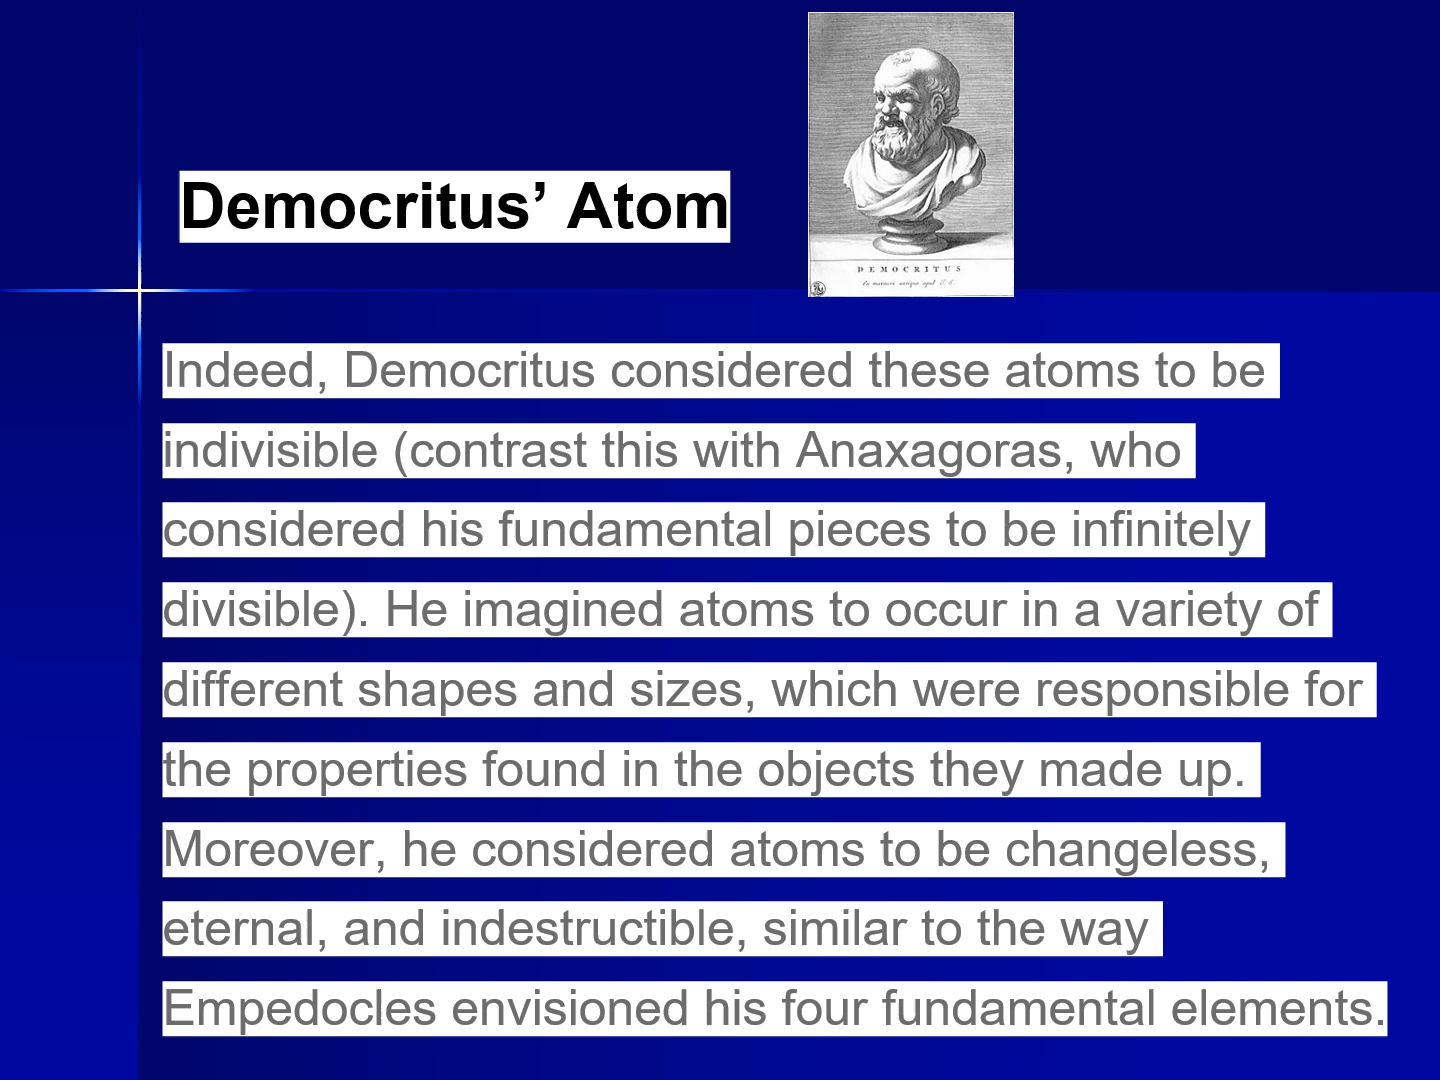 DEMOCRITUS
Democritus’ Atom
Indeed, Democritus considered these atoms to be
indivisible (contrast this with Anaxagoras, who
considered his fundamental pieces to be infinitely
divisible). He imagined atoms to occur in a variety of
different shapes and sizes, which were responsible for
the properties found in the objects they made up.
Moreover, he considered atoms to be changeless,
eternal, and indestructible, similar to the way
Empedocles envisioned his four fundamental elements.